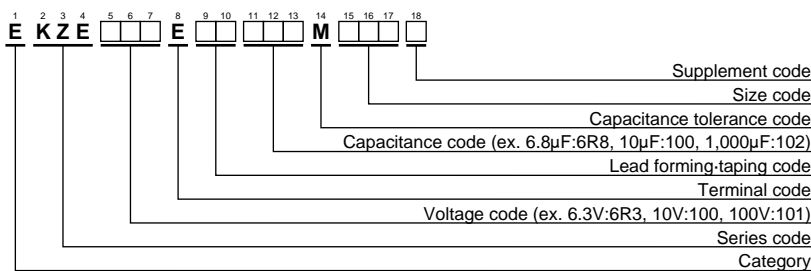 1 2 3 4 5 6 7 8 9 10 11 12 13 14 15 16 17 18
E K Z E E M
Supplement code
Size code
Capacitance tolerance code
Capacitance code (ex. 6.8µF:6R8, 10µF:100, 1,000µF:102)
Lead forming·taping code
Terminal code
Voltage code (ex. 6.3V:6R3, 10V:100, 100V:101)
Series code
Category